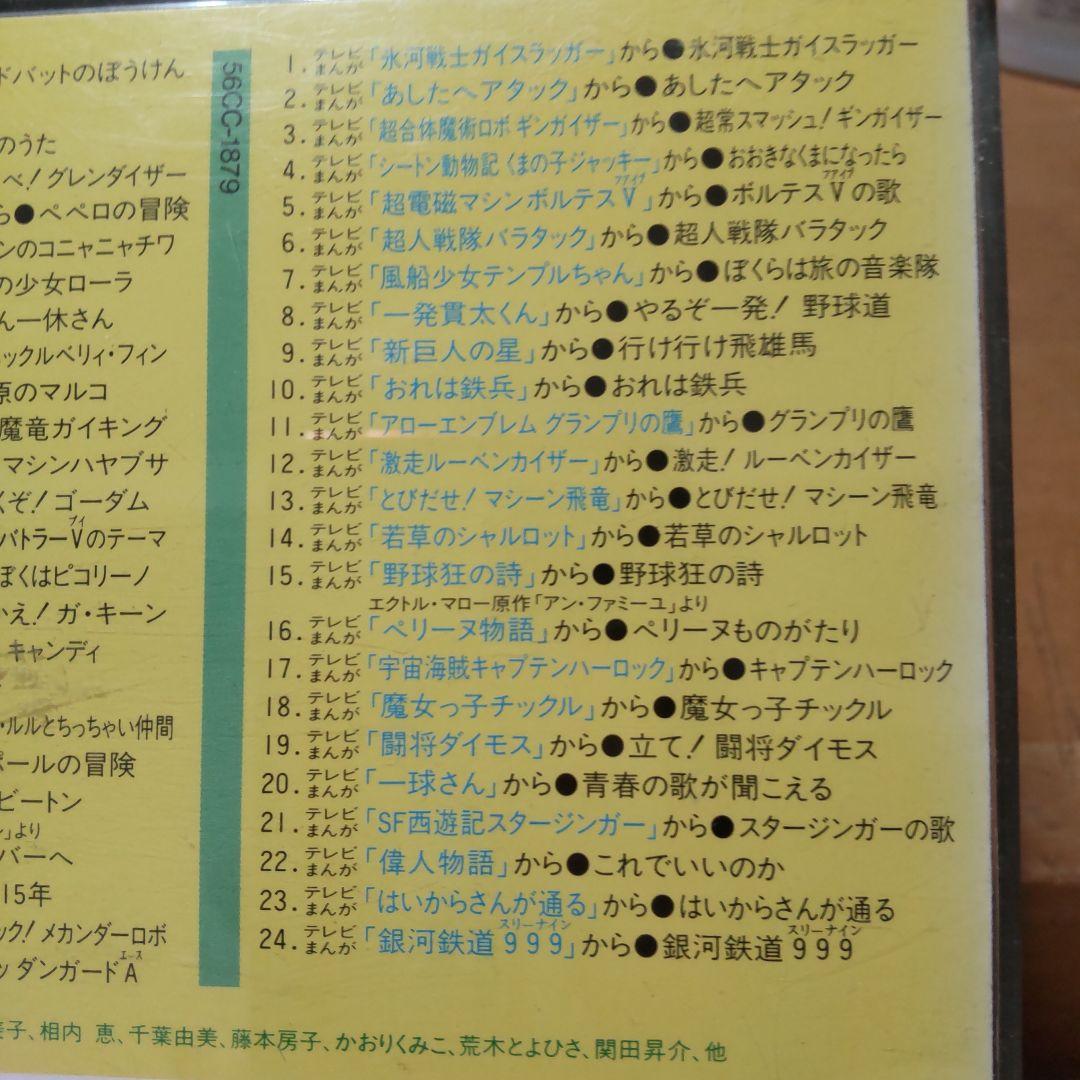 ドバットのぼうけん
のうた
べ!グレンダイザー
ら●ペペロの冒険
ンのコニャニャチワ
の少女ローラ
ん一休さん
ックルベリィ・フィン
原のマルコ
魔竜ガイキング
マシンハヤブサ
くぞ!ゴーダム
バトラーVのテーマ
ブイ
ぼくはピコリーノ
かえ!ガ・キーン
キャンディ
・ルルとちっちゃい仲間
ポールの冒険
ビートン
ン」より
バーへ
15年
ック!メカンダーロボ
ッ ダンガードA
エース
56CC-1879
1.テレビまんが「氷河戦士ガイスラッガー」から●氷河戦士ガイスラッガー
2.テレビまんが「あしたへアタック」から●あしたへアタック
3.テレビまんが「超合体魔術ロボ ギンガイザー」から●超常スマッシュ!ギンガイザー
4.テレビまんが「シートン動物記 くまの子ジャッキー」から●おおきなくまになったら
5.テレビまんが「超電磁マシンボルテスV」から●ボルテスVの歌
ファイブ ファイブ
6.テレビまんが「超人戦隊バラタック」から●超人戦隊バラタック
7.テレビまんが「風船少女テンプルちゃん」から●ぼくらは旅の音楽隊
8.テレビまんが「一発貫太くん」から●やるぞ一発!野球道
9.テレビまんが「新巨人の星」から●行け行け飛雄馬
10.テレビまんが「おれは鉄兵」から●おれは鉄兵
11.テレビまんが「アローエンブレム グランプリの鷹」から●グランプリの鷹
12.テレビまんが「激走ルーベンカイザー」から●激走!ルーベンカイザー
13.テレビまんが「とびだせ!マシーン飛竜」から●とびだせ!マシーン飛竜
14.テレビまんが「若草のシャルロット」から●若草のシャルロット
15.テレビまんが「野球狂の詩」から●野球狂の詩
エクトル・マロー原作「アン・ファミーユ」より
16.テレビまんが「ペリーヌ物語」から●ペリーヌものがたり
17.テレビまんが「宇宙海賊キャプテンハーロック」から●キャプテンハーロック
18.テレビまんが「魔女っ子チックル」から●魔女っ子チックル
19.テレビまんが「闘将ダイモス」から●立て!闘将ダイモス
20.テレビまんが「一球さん」から●青春の歌が聞こえる
21.テレビまんが「SF西遊記スタージンガー」から●スタージンガーの歌
22.テレビまんが「偉人物語」から●これでいいのか
23.テレビまんが「はいからさんが通る」から●はいからさんが通る
24.テレビまんが「銀河鉄道999」から●銀河鉄道999
スリーナイン スリーナイン
子、相内 恵、千葉由美、藤本房子、かおりくみこ、荒木とよひさ、関田昇介、他